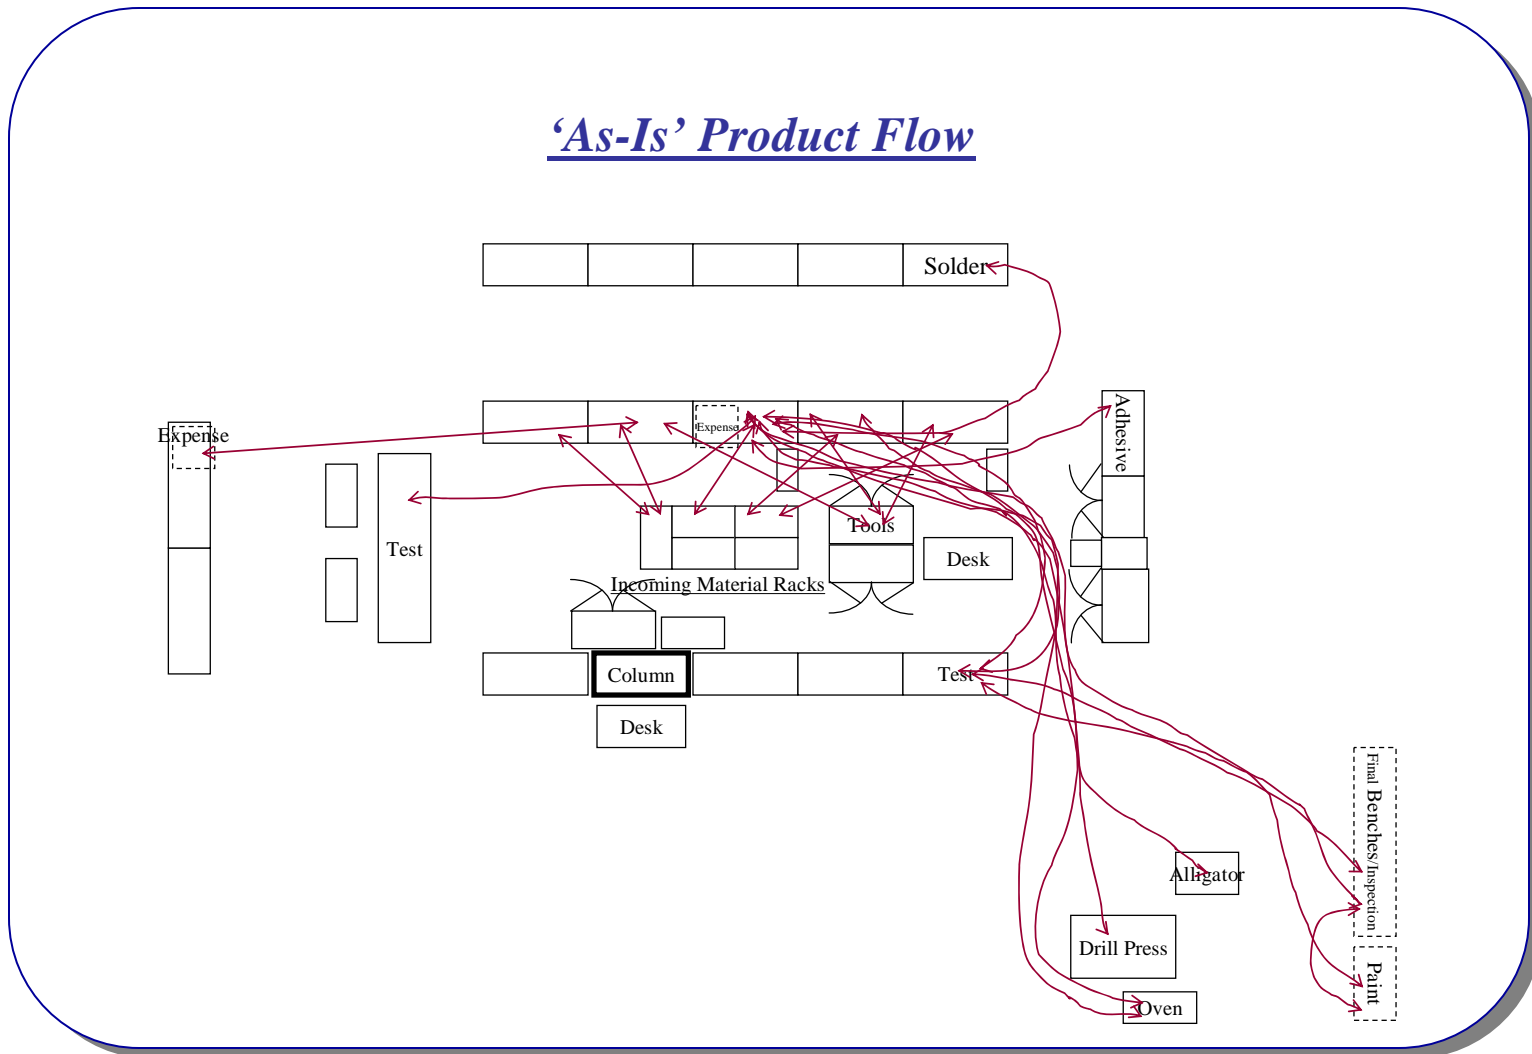 ‘As-Is’ Product Flow
Solder
Expense
Expense
Adhesive
Test
Tools
Desk
Incoming Material Racks
Column
Test
Desk
Final Benches/Inspection
Alligator
Drill Press
Paint
Oven